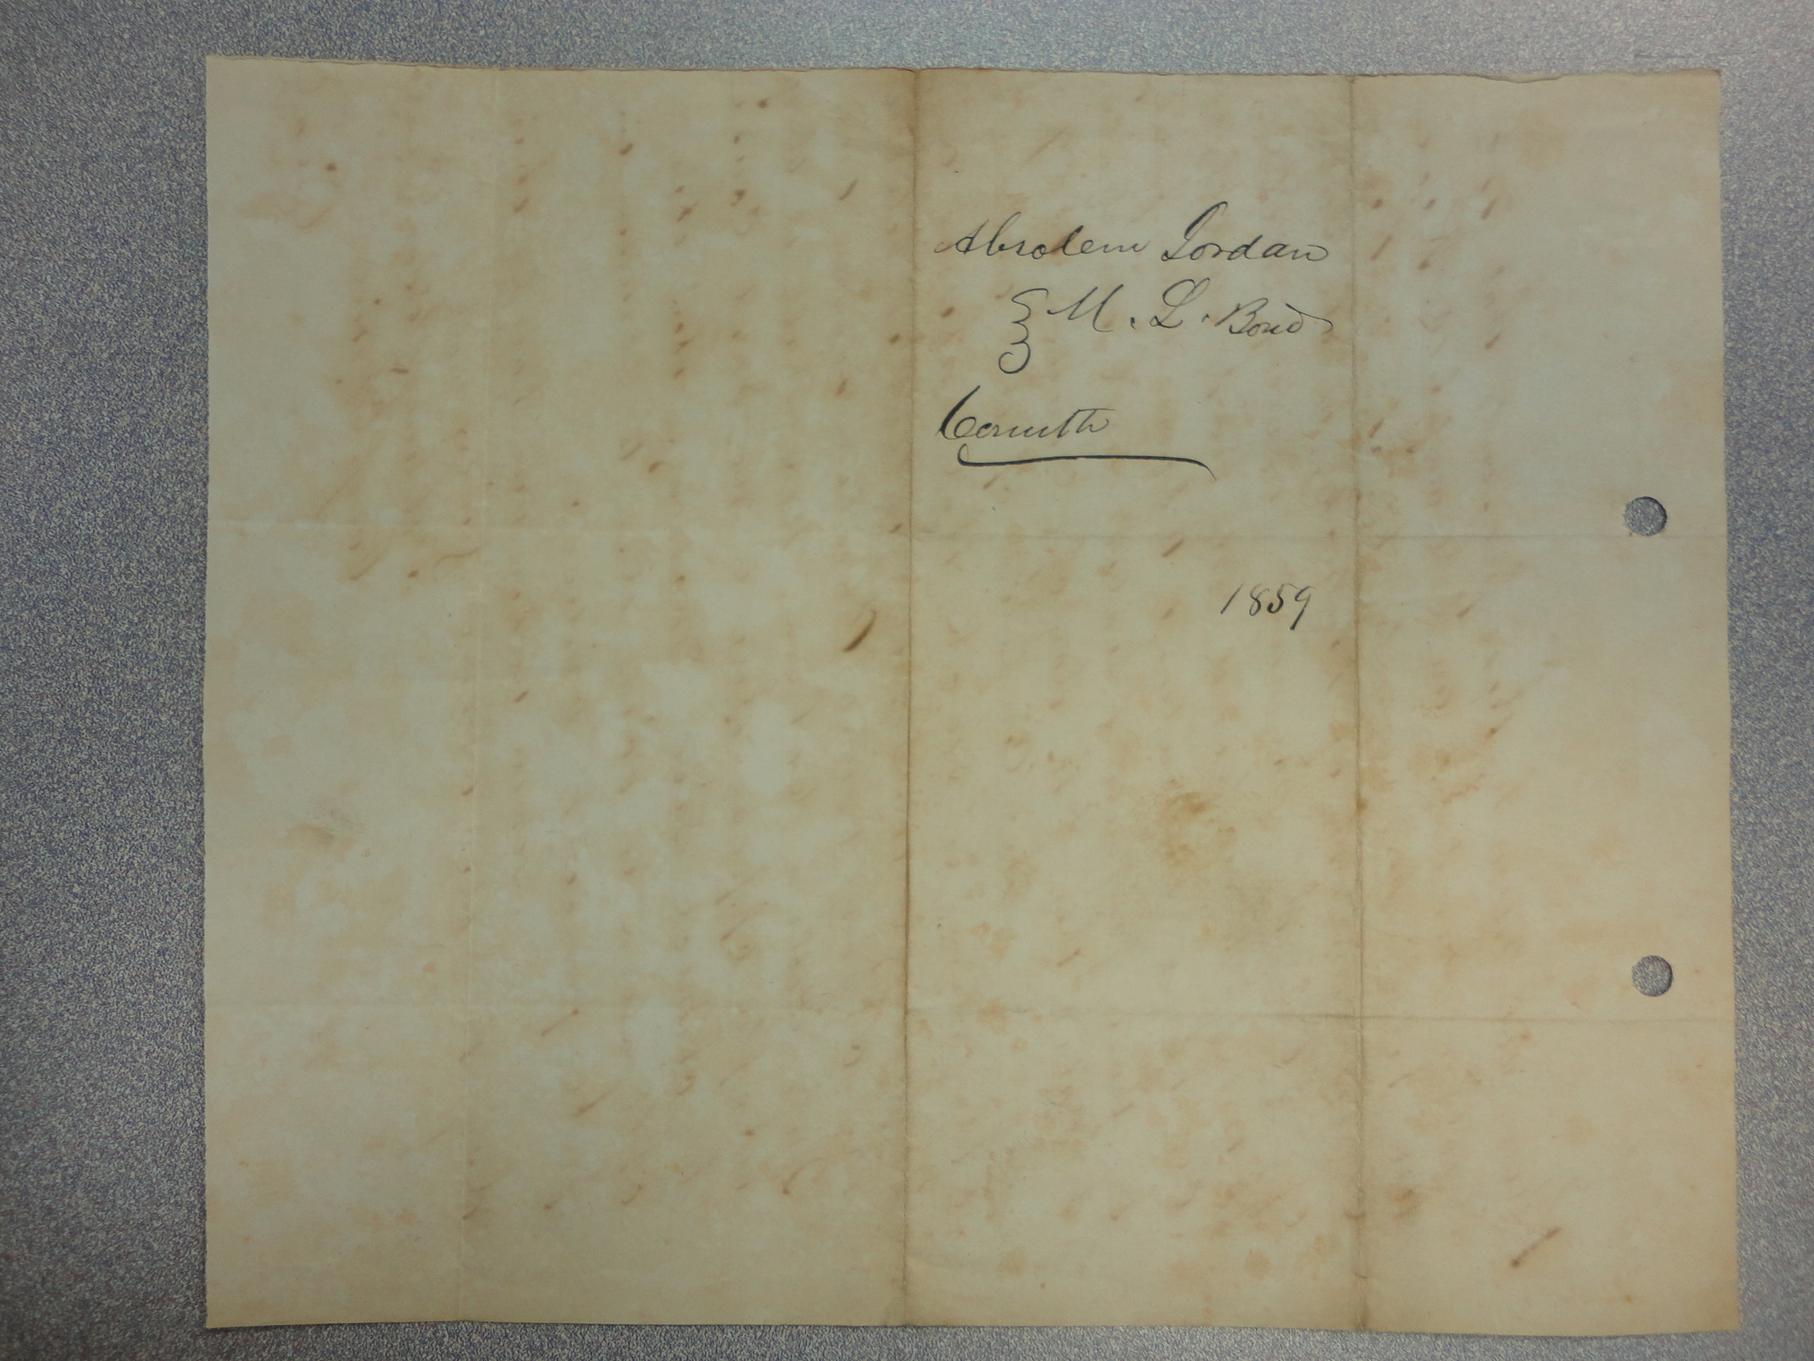 Absolem Jordan
M. L. Bond
Corinth
1859